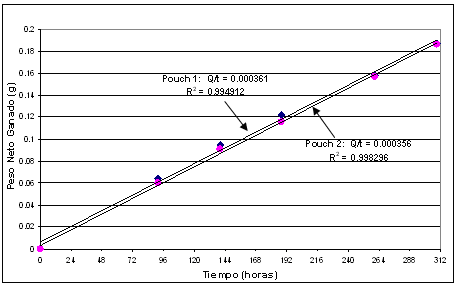 0.2
0.18
0.16
0.14
0.12
0.1
0.08
0.06
0.04
0.02
0
Peso Neto Ganado (g)
Pouch 1: Q/t = 0.000361
R² = 0.994912
Pouch 2: Q/t = 0.000356
R² = 0.998296
0 24 48 72 96 120 144 168 192 216 240 264 288 312
Tiempo (horas)